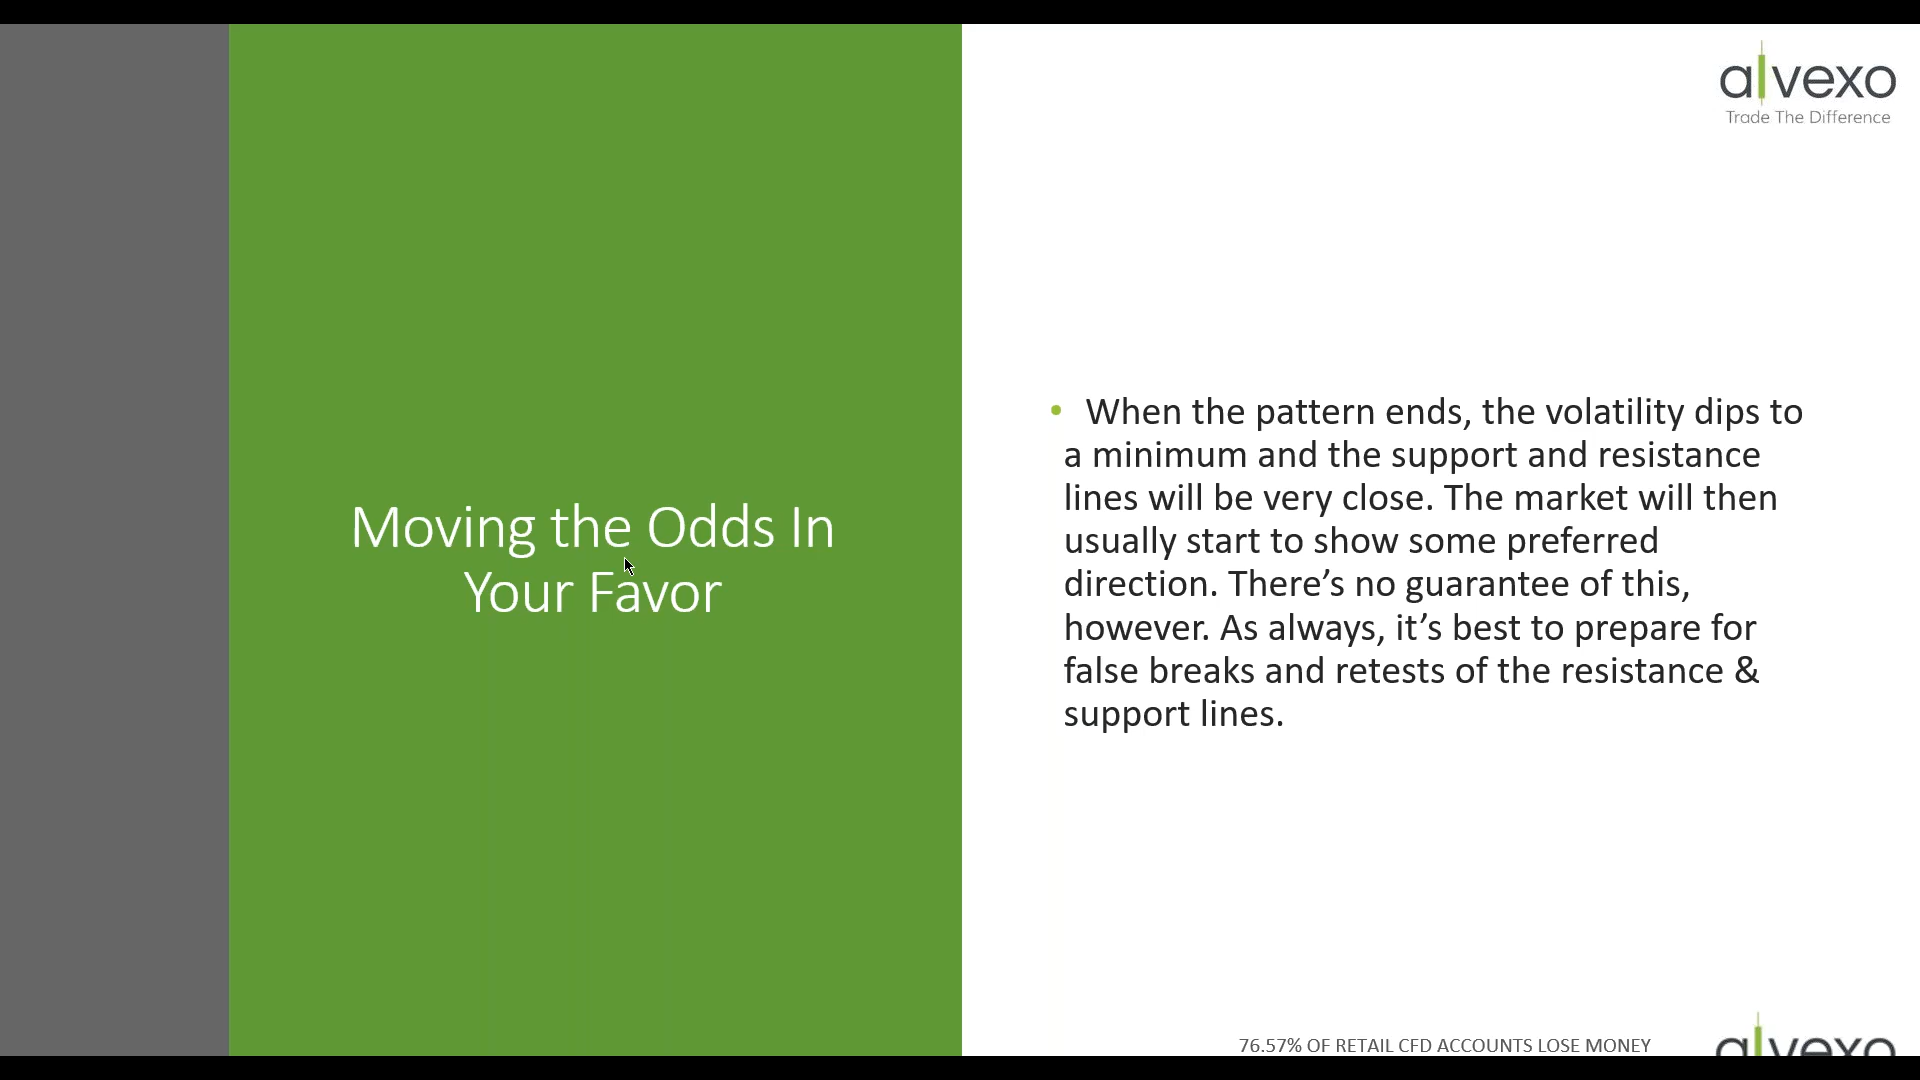 alvexo
Trade The Difference
Moving the Odds In
Your Favor
• When the pattern ends, the volatility dips to
a minimum and the support and resistance
lines will be very close. The market will then
usually start to show some preferred
direction. There’s no guarantee of this,
however. As always, it’s best to prepare for
false breaks and retests of the resistance &
support lines.
76.57% OF RETAIL CFD ACCOUNTS LOSE MONEY
alvexo